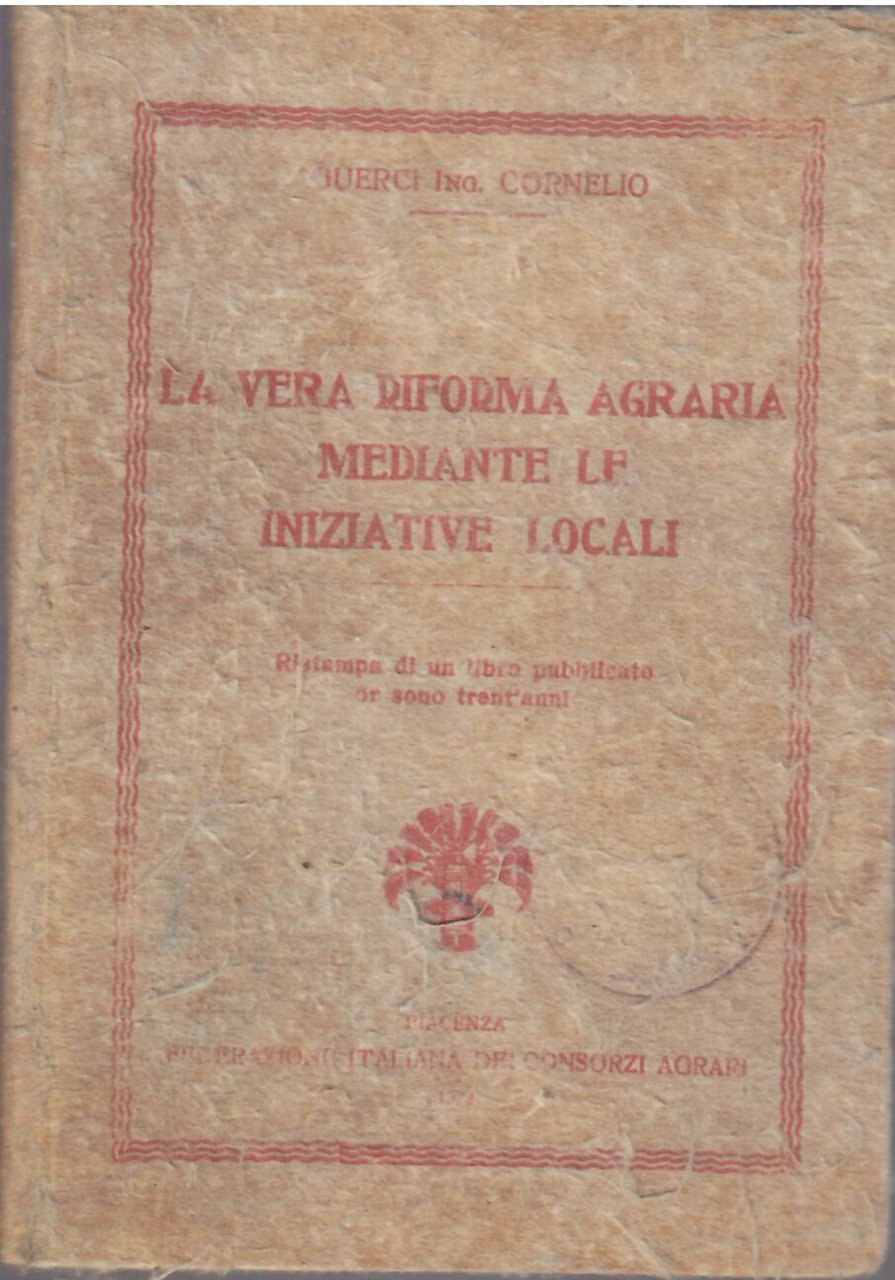 GUERCI ING. CORNELIO
LA VERA RIFORMA AGRARIA
MEDIANTE LE
INIZIATIVE LOCALI
Ristampa di un libro pubblicato
or sono trent'anni
PIACENZA
FEDERAZIONE ITALIANA DEI CONSORZI AGRARI